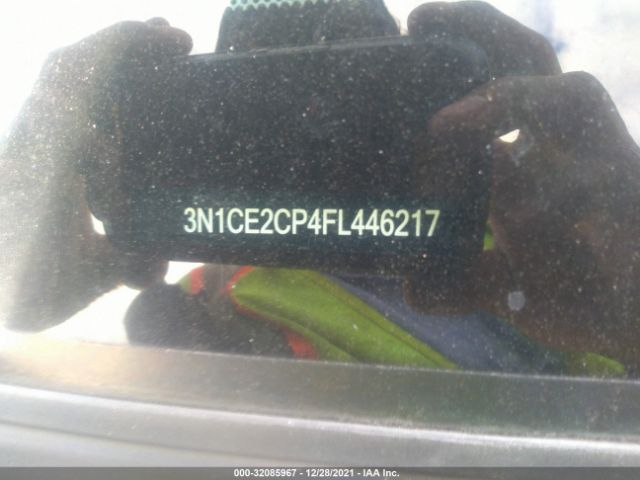 3N1CE2CP4FL446217
000-32085967 - 12/28/2021 - IAA Inc.